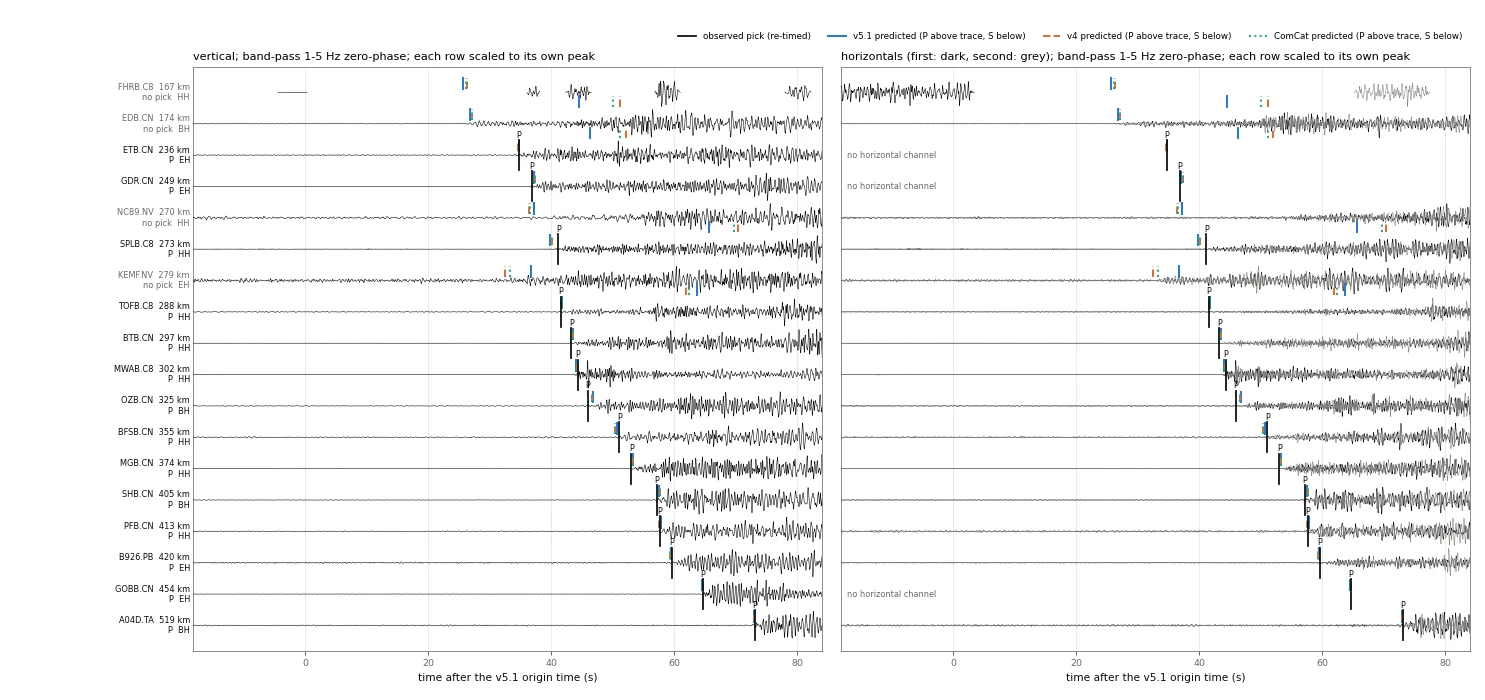 observed pick (re-timed) v5.1 predicted (P above trace, S below) v4 predicted (P above trace, S below) ComCat predicted (P above trace, S below)
vertical; band-pass 1-5 Hz zero-phase; each row scaled to its own peak
horizontals (first: dark, second: grey); band-pass 1-5 Hz zero-phase; each row scaled to its own peak
FHRB.C8 167 km
no pick HH
EDB.CN 174 km
no pick BH
ETB.CN 236 km
P EH
GDR.CN 249 km
P EH
NC89.NV 270 km
no pick HH
SPLB.C8 273 km
P HH
KEMF.NV 279 km
no pick EH
TOFB.C8 288 km
P HH
BTB.CN 297 km
P HH
MWAB.C8 302 km
P HH
OZB.CN 325 km
P BH
BFSB.CN 355 km
P HH
MGB.CN 374 km
P HH
SHB.CN 405 km
P BH
PFB.CN 413 km
P HH
B926.PB 420 km
P EH
GOBB.CN 454 km
P EH
A04D.TA 519 km
P BH
P
P
P
P
P
P
P
P
P
P
P
P
P
P
0 20 40 60 80
time after the v5.1 origin time (s)
no horizontal channel
no horizontal channel
no horizontal channel
P
P
P
P
P
P
P
P
P
P
P
P
P
P
0 20 40 60 80
time after the v5.1 origin time (s)